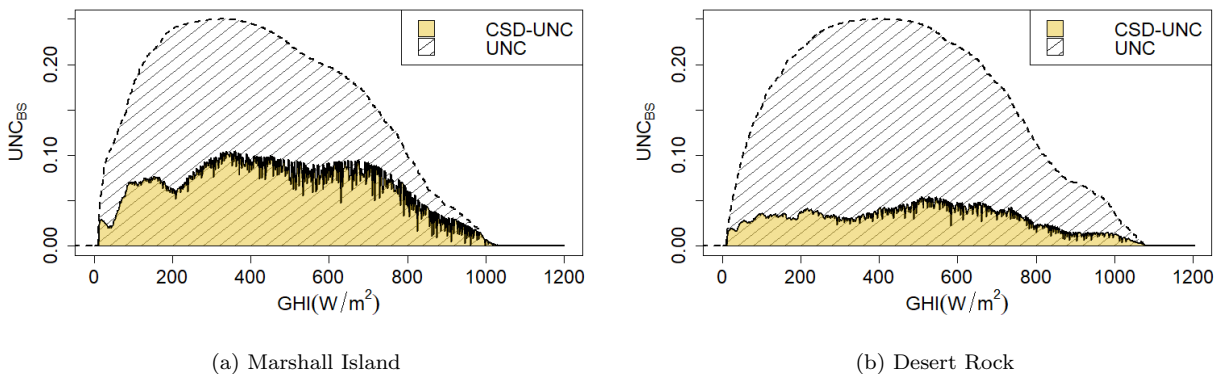 CSD-UNC
UNC
UNC_BS
0.00 0.10 0.20
0 200 400 600 800 1000 1200
GHI(W/m²)
(a) Marshall Island
CSD-UNC
UNC
UNC_BS
0.00 0.10 0.20
0 200 400 600 800 1000 1200
GHI(W/m²)
(b) Desert Rock